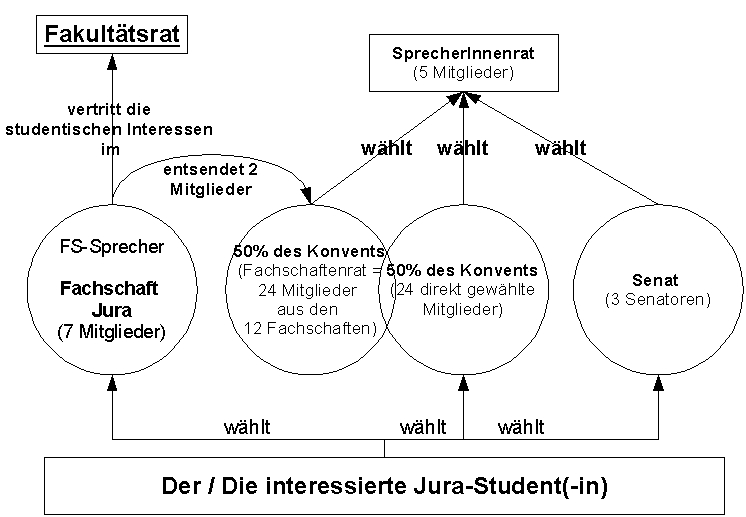 Fakultätsrat
SprecherInnenrat
(5 Mitglieder)
vertritt die
studentischen Interessen
im
entsendet 2
Mitglieder
wählt
wählt
wählt
FS-Sprecher
Fachschaft
Jura
(7 Mitglieder)
50% des Konvents
(Fachschaftenrat =
24 Mitglieder
aus den
12 Fachschaften)
50% des Konvents
(24 direkt gewählte
Mitglieder)
Senat
(3 Senatoren)
wählt
wählt
wählt
Der / Die interessierte Jura-Student(-in)